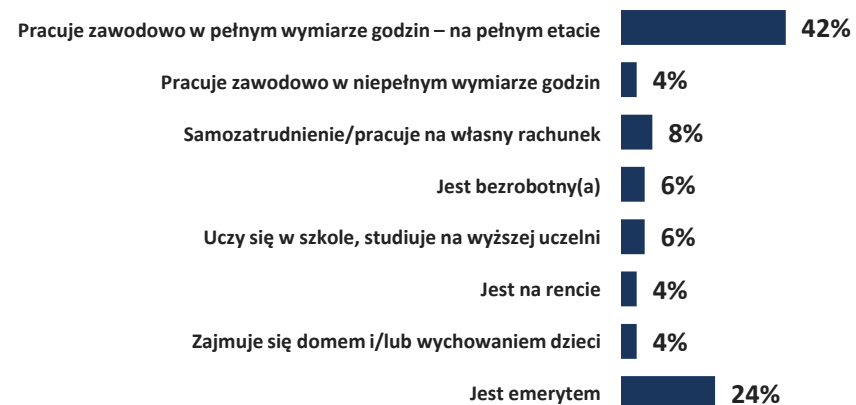 Pracuje zawodowo w pełnym wymiarze godzin – na pełnym etacie 42%
Pracuje zawodowo w niepełnym wymiarze godzin 4%
Samozatrudnienie/pracuje na własny rachunek 8%
Jest bezrobotny(a) 6%
Uczy się w szkole, studiuje na wyższej uczelni 6%
Jest na rencie 4%
Zajmuje się domem i/lub wychowaniem dzieci 4%
Jest emerytem 24%